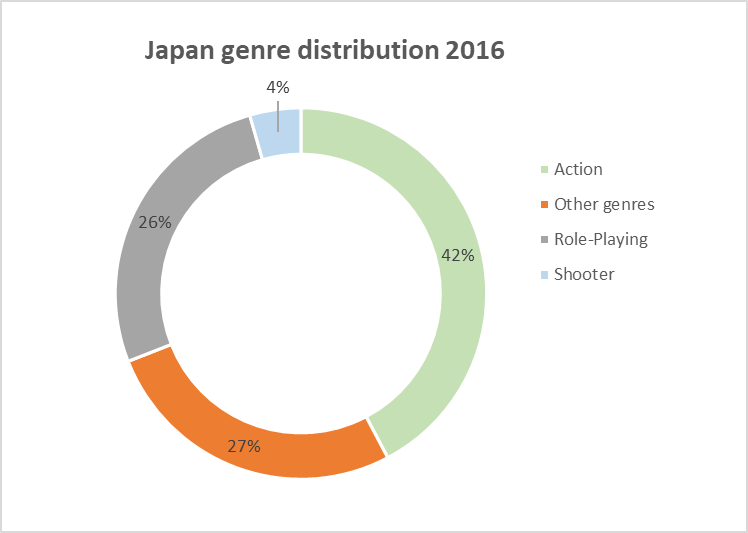 Japan genre distribution 2016
4%
42%
26%
27%
Action
Other genres
Role-Playing
Shooter